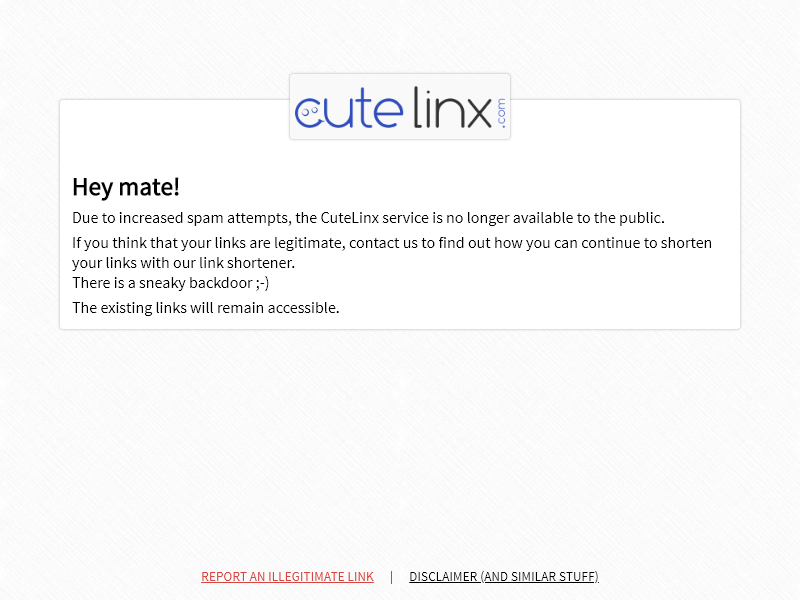 cute linx .com
Hey mate!
Due to increased spam attempts, the CuteLinx service is no longer available to the public.
If you think that your links are legitimate, contact us to find out how you can continue to shorten
your links with our link shortener.
There is a sneaky backdoor ;-)
The existing links will remain accessible.
REPORT AN ILLEGITIMATE LINK | DISCLAIMER (AND SIMILAR STUFF)